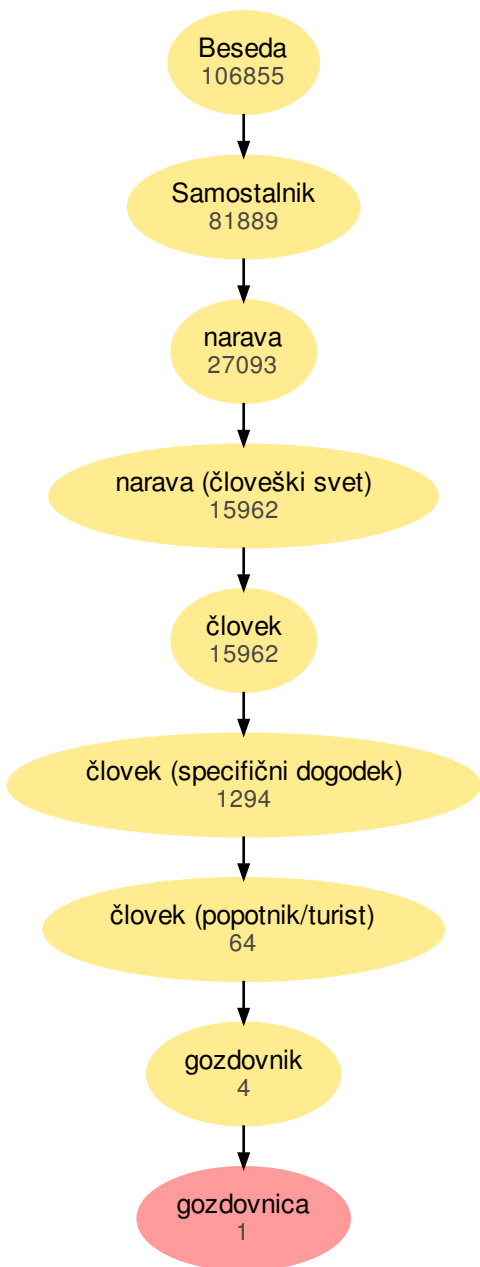 Beseda
106855
Samostalnik
81889
narava
27093
narava (človeški svet)
15962
človek
15962
človek (specifični dogodek)
1294
človek (popotnik/turist)
64
gozdovnik
4
gozdovnica
1